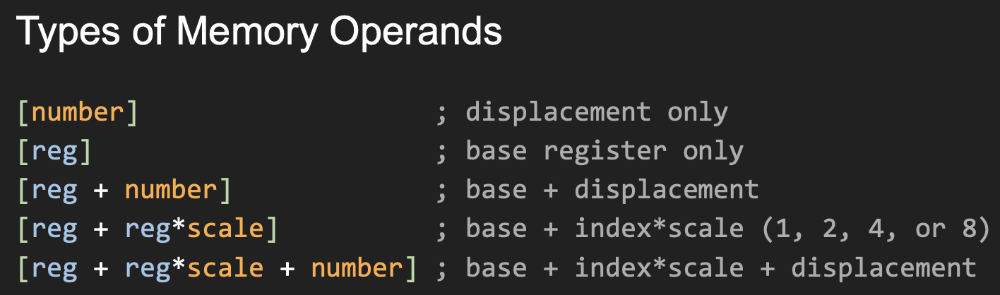 Types of Memory Operands
[number] ; displacement only
[reg] ; base register only
[reg + number] ; base + displacement
[reg + reg*scale] ; base + index*scale (1, 2, 4, or 8)
[reg + reg*scale + number] ; base + index*scale + displacement